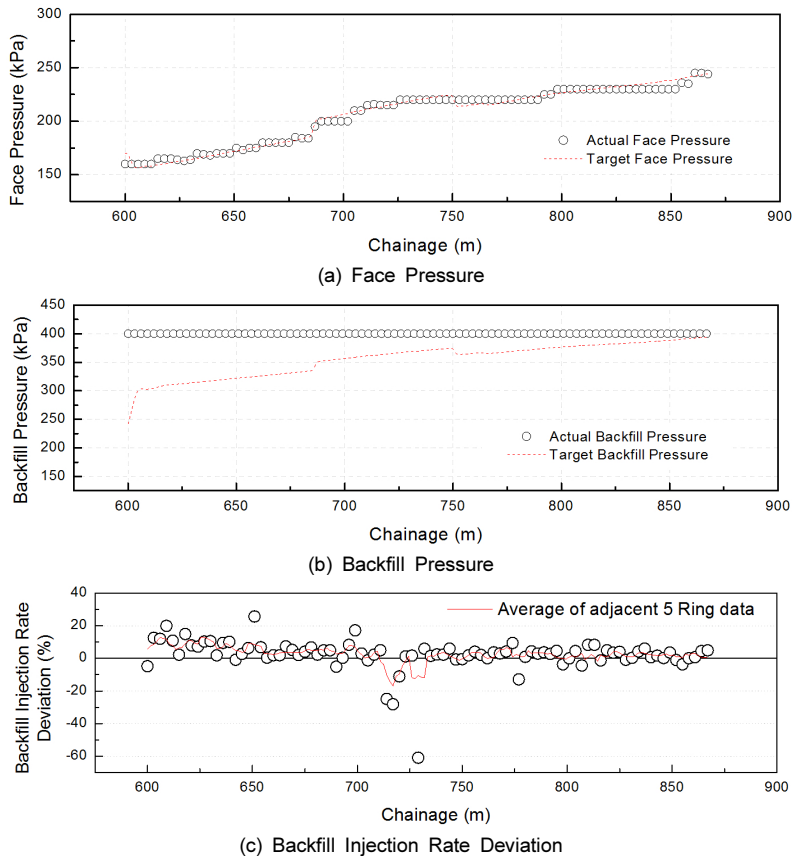 300
250
200
150
Face Pressure (kPa)
Actual Face Pressure
Target Face Pressure
600 650 700 750 800 850 900
Chainage (m)
(a) Face Pressure
450
400
350
300
250
200
150
Backfill Pressure (kPa)
Actual Backfill Pressure
Target Backfill Pressure
600 650 700 750 800 850 900
Chainage (m)
(b) Backfill Pressure
40
20
0
-20
-40
-60
Backfill Injection Rate
Deviation (%)
Average of adjacent 5 Ring data
600 650 700 750 800 850 900
Chainage (m)
(c) Backfill Injection Rate Deviation